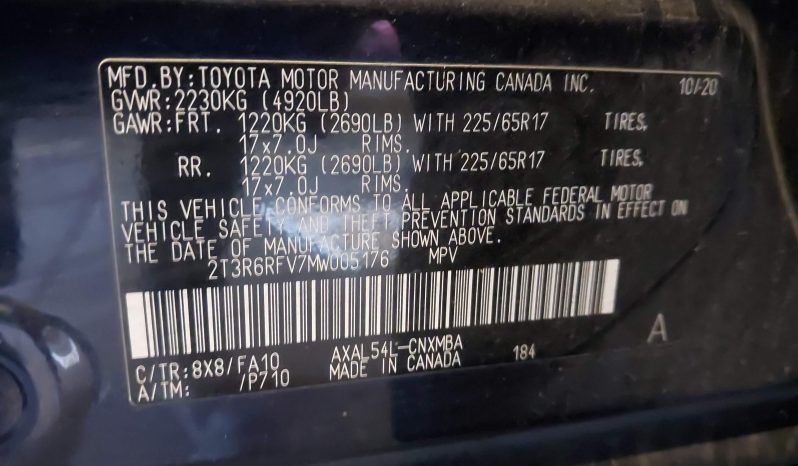 MFD.BY:TOYOTA MOTOR MANUFACTURING CANADA INC. 10/20
GVWR:2230KG (4920LB)
GAWR:FRT. 1220KG (2690LB) WITH 225/65R17 TIRES,
17x7.0J RIMS.
RR. 1220KG (2690LB) WITH 225/65R17 TIRES,
17x7.0J RIMS.
THIS VEHICLE CONFORMS TO ALL APPLICABLE FEDERAL MOTOR
VEHICLE SAFETY AND THEFT PREVENTION STANDARDS IN EFFECT ON
THE DATE OF MANUFACTURE SHOWN ABOVE.
2T3R6RFV7MW005176 MPV
C/TR:8X8/FA10 AXAL54L-CNXMBA 184 A
A/TM: /P710 MADE IN CANADA